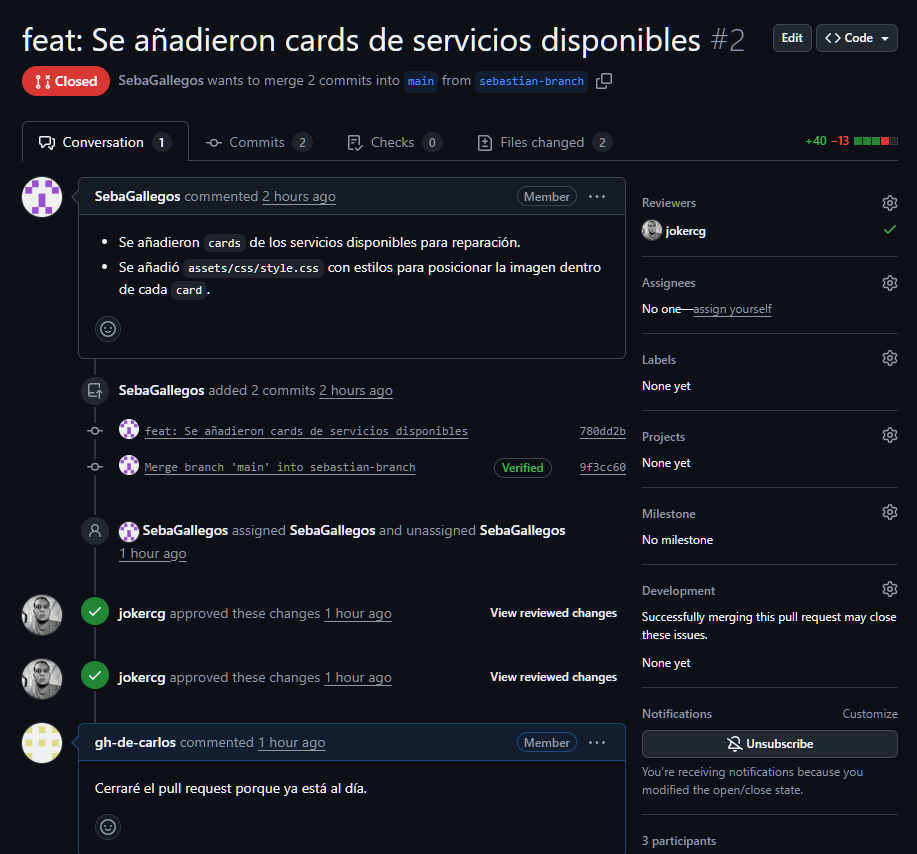 feat: Se añadieron cards de servicios disponibles #2
Edit
<> Code
Closed
SebaGallegos wants to merge 2 commits into main from sebastian-branch
Conversation 1
Commits 2
Checks 0
Files changed 2
+40 −13
SebaGallegos commented 2 hours ago
Member
Se añadieron cards de los servicios disponibles para reparación.
Se añadió assets/css/style.css con estilos para posicionar la imagen dentro
de cada card.
SebaGallegos added 2 commits 2 hours ago
feat: Se añadieron cards de servicios disponibles
780dd2b
Merge branch 'main' into sebastian-branch
Verified
9f3cc60
SebaGallegos assigned SebaGallegos and unassigned SebaGallegos
1 hour ago
jokercg approved these changes 1 hour ago
View reviewed changes
jokercg approved these changes 1 hour ago
View reviewed changes
gh-de-carlos commented 1 hour ago
Member
Cerraré el pull request porque ya está al día.
Reviewers
jokercg
Assignees
No one—assign yourself
Labels
None yet
Projects
None yet
Milestone
No milestone
Development
Successfully merging this pull request may close
these issues.
None yet
Notifications
Customize
Unsubscribe
You're receiving notifications because you
modified the open/close state.
3 participants